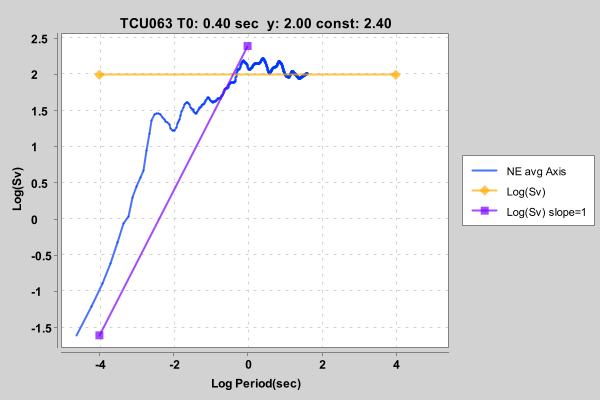 TCU063 T0: 0.40 sec  y: 2.00 const: 2.40
2.5
2
1.5
1
0.5
0
-0.5
-1
-1.5
Log(Sv)
-4
-2
0
2
4
Log Period(sec)
NE avg Axis
Log(Sv)
Log(Sv) slope=1